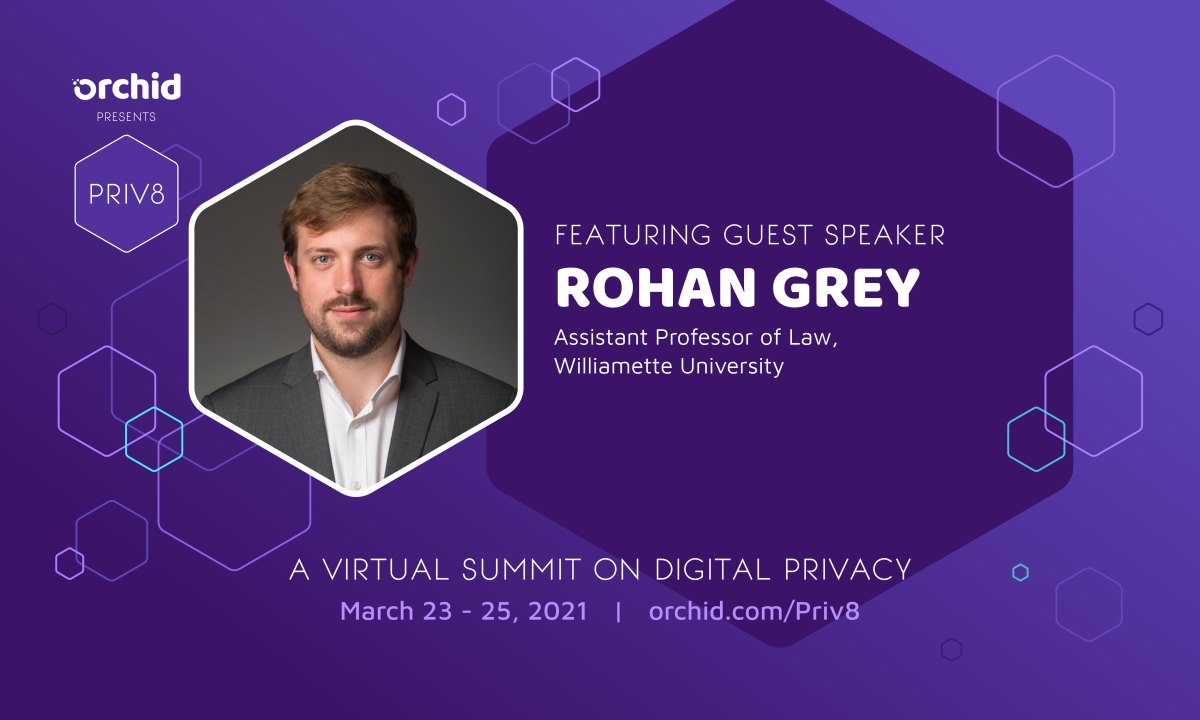 orchid
PRESENTS
PRIV8
FEATURING GUEST SPEAKER
ROHAN GREY
Assistant Professor of Law,
Williamette University
A VIRTUAL SUMMIT ON DIGITAL PRIVACY
March 23 - 25, 2021 | orchid.com/Priv8